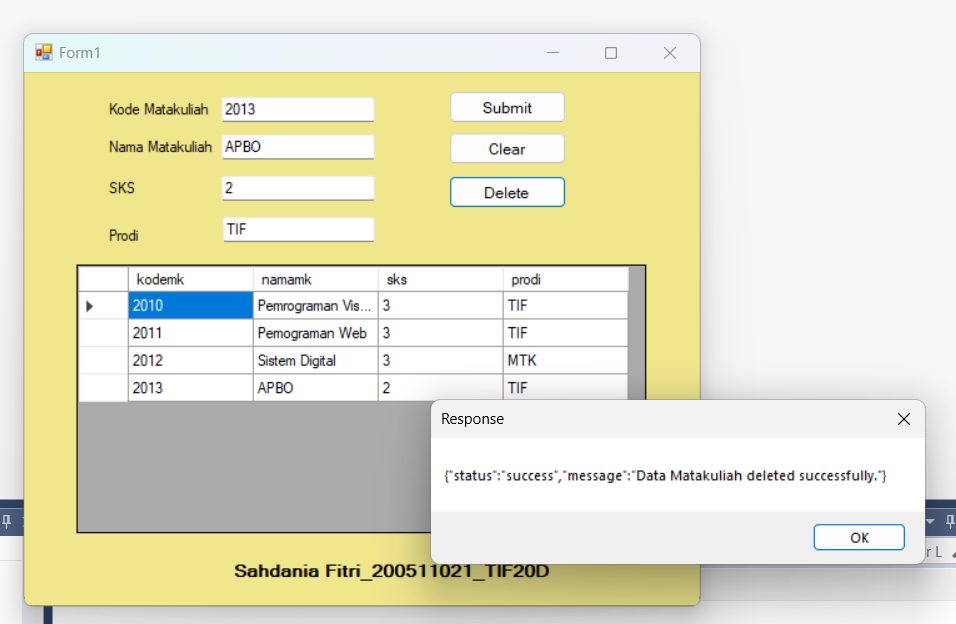 Form1
Kode Matakuliah 2013 Submit
Nama Matakuliah APBO Clear
SKS 2 Delete
Prodi TIF
kodemk namamk sks prodi
2010 Pemrograman Vis... 3 TIF
2011 Pemograman Web 3 TIF
2012 Sistem Digital 3 MTK
2013 APBO 2 TIF
Response
{"status":"success","message":"Data Matakuliah deleted successfully."}
OK
r L
Sahdania Fitri_200511021_TIF20D